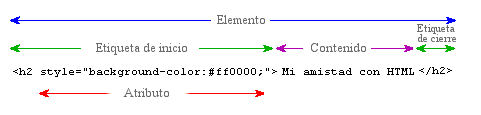 Elemento
Etiqueta de cierre
Etiqueta de inicio Contenido
<h2 style="background-color:#ff0000;"> Mi amistad con HTML </h2>
Atributo